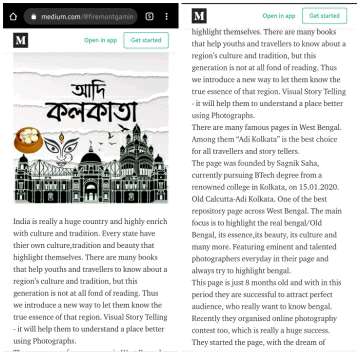 medium.com/@firemontgamin
5
M
Open in app
Get started
আদি
কলকাতা
India is really a huge country and highly enrich
with culture and tradition. Every state have
thier own culture,tradition and beauty that
highlight themselves. There are many books
that help youths and travellers to know about a
region's culture and tradition, but this
generation is not at all fond of reading. Thus
we introduce a new way to let them know the
true essence of that region. Visual Story Telling
- it will help them to understand a place better
using Photographs.
M
Open in app
Get started
highlight themselves. There are many books
that help youths and travellers to know about a
region's culture and tradition, but this
generation is not at all fond of reading. Thus
we introduce a new way to let them know the
true essence of that region. Visual Story Telling
- it will help them to understand a place better
using Photographs.
There are many famous pages in West Bengal.
Among them "Adi Kolkata" is the best choice
for all travellers and story tellers.
The page was founded by Sagnik Saha,
currently pursuing BTech degree from a
renowned college in Kolkata, on 15.01.2020.
Old Calcutta-Adi Kolkata. One of the best
repository page across West Bengal. The main
focus is to highlight the real bengal/Old
Bengal, its essence,its beauty, its culture and
many more. Featuring eminent and talented
photographers everyday in their page and
always try to highlight bengal.
This page is just 8 months old and with in this
period they are successful to attract perfect
audience, who really want to know bengal.
Recently they organised online photography
contest too, which is really a huge success.
They started the page, with the dream of